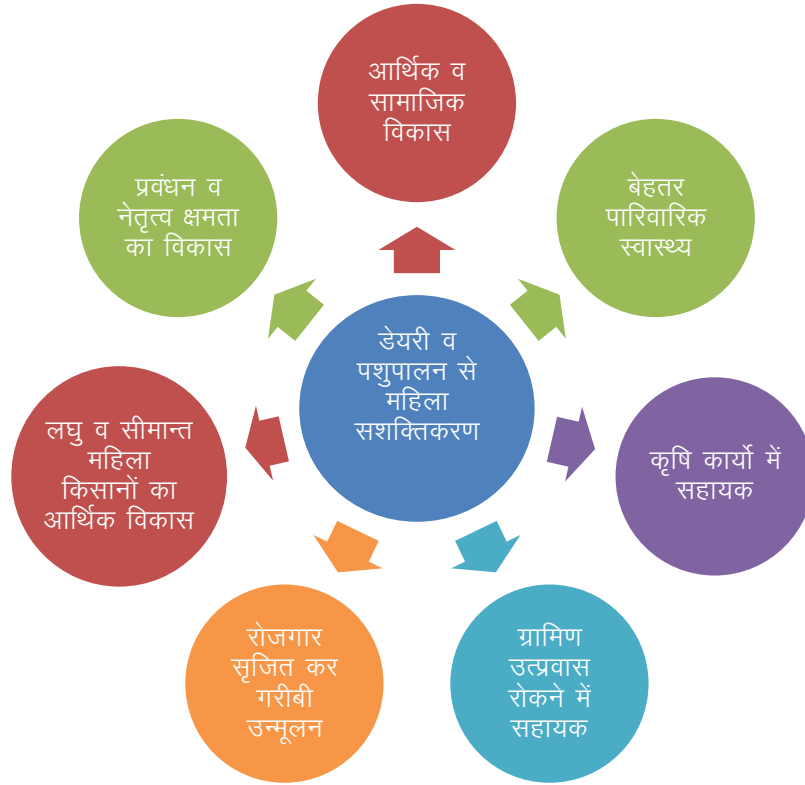 आर्थिक व
सामाजिक
विकास
बेहतर
पारिवारिक
स्वास्थ्य
कृषि कार्यो में
सहायक
ग्रामिण
उत्प्रवास
रोकने में
सहायक
रोजगार
सृजित कर
गरीबी
उन्मूलन
लघु व सीमान्त
महिला
किसानों का
आर्थिक विकास
प्रवंधन व
नेतृत्व क्षमता
का विकास
डेयरी व
पशुपालन से
महिला
सशक्तिकरण